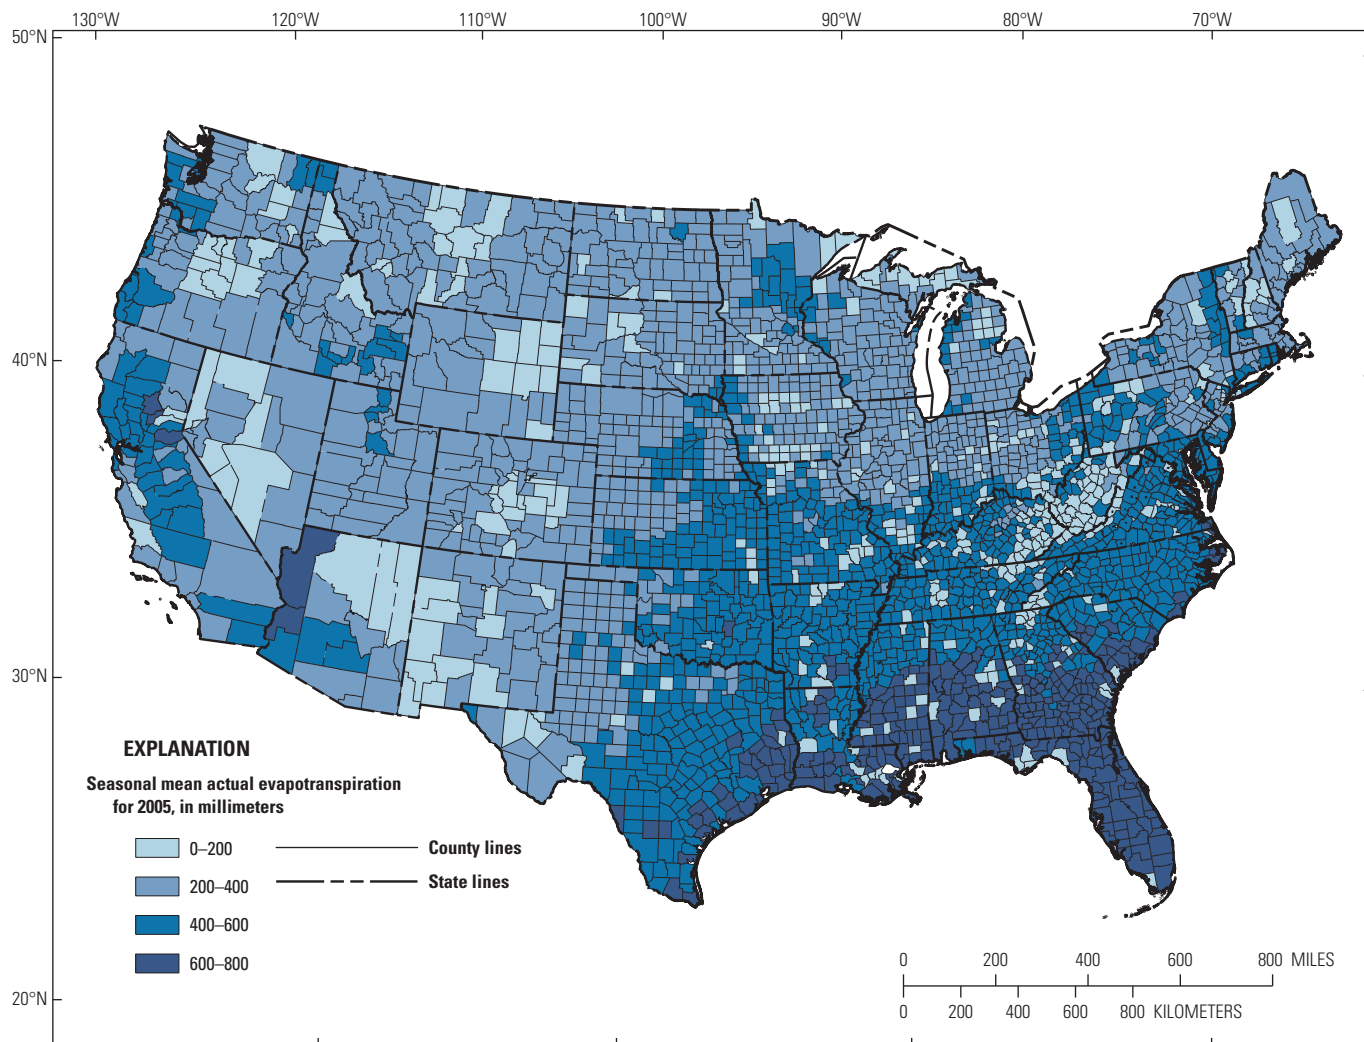 130°W 120°W 110°W 100°W 90°W 80°W 70°W
50°N
40°N
30°N
20°N
EXPLANATION
Seasonal mean actual evapotranspiration
for 2005, in millimeters
0–200
200–400
400–600
600–800
County lines
State lines
0 200 400 600 800 MILES
0 200 400 600 800 KILOMETERS